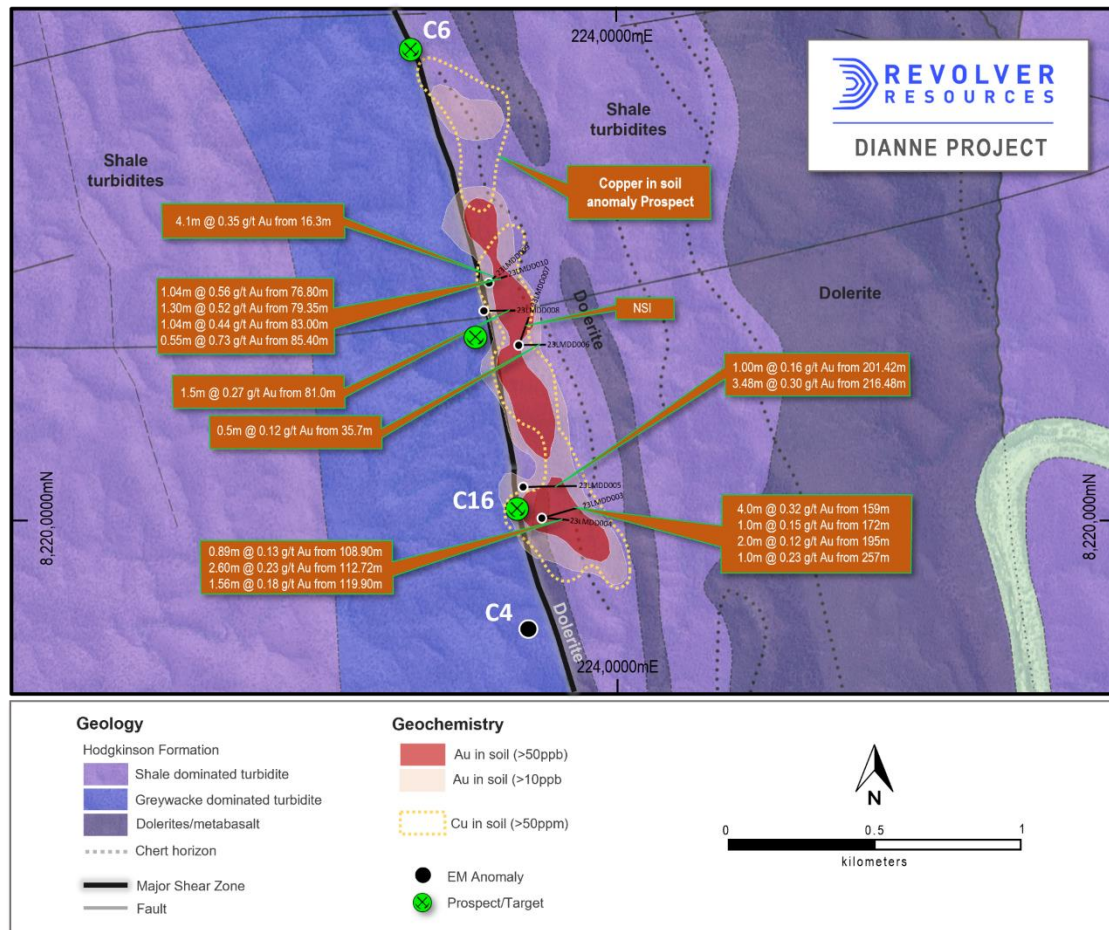 C6
224,0000mE
REVOLVER
RESOURCES
DIANNE PROJECT
Shale
turbidites
Shale
turbidites
Copper in soil
anomaly Prospect
4.1m @ 0.35 g/t Au from 16.3m
23LMDD009
23LMDD010
23LMDD007
1.04m @ 0.56 g/t Au from 76.80m
1.30m @ 0.52 g/t Au from 79.35m
1.04m @ 0.44 g/t Au from 83.00m
0.55m @ 0.73 g/t Au from 85.40m
23LMDD008
NSI
Dolerite
Dolerite
23LMDD006
1.5m @ 0.27 g/t Au from 81.0m
1.00m @ 0.16 g/t Au from 201.42m
3.48m @ 0.30 g/t Au from 216.48m
0.5m @ 0.12 g/t Au from 35.7m
8,220,000mN
C16
23LMDD005
23LMDD003
23LMDD004
4.0m @ 0.32 g/t Au from 159m
1.0m @ 0.15 g/t Au from 172m
2.0m @ 0.12 g/t Au from 195m
1.0m @ 0.23 g/t Au from 257m
8,220,000mN
0.89m @ 0.13 g/t Au from 108.90m
2.60m @ 0.23 g/t Au from 112.72m
1.56m @ 0.18 g/t Au from 119.90m
C4
Dolerite
224,0000mE
Geology
Hodgkinson Formation
Shale dominated turbidite
Greywacke dominated turbidite
Dolerites/metabasalt
Chert horizon
Major Shear Zone
Fault
Geochemistry
Au in soil (>50ppb)
Au in soil (>10ppb
Cu in soil (>50ppm)
EM Anomaly
Prospect/Target
N
0 0.5 1
kilometers